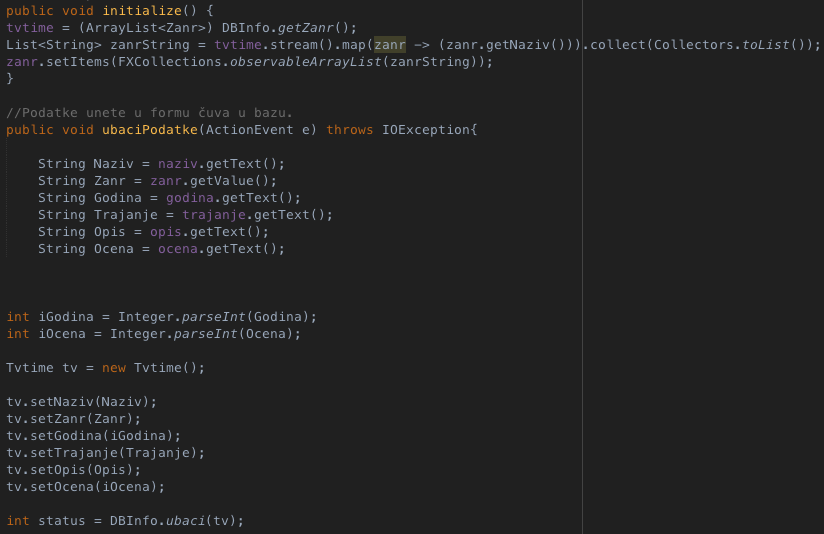 public void initialize() {
tvtime = (ArrayList<Zanr>) DBInfo.getZanr();
List<String> zanrString = tvtime.stream().map(zanr -> (zanr.getNaziv())).collect(Collectors.toList());
zanr.setItems(FXCollections.observableArrayList(zanrString));
}
//Podatke unete u formu čuva u bazu.
public void ubaciPodatke(ActionEvent e) throws IOException{
String Naziv = naziv.getText();
String Zanr = zanr.getValue();
String Godina = godina.getText();
String Trajanje = trajanje.getText();
String Opis = opis.getText();
String Ocena = ocena.getText();
int iGodina = Integer.parseInt(Godina);
int iOcena = Integer.parseInt(Ocena);
Tvtime tv = new Tvtime();
tv.setNaziv(Naziv);
tv.setZanr(Zanr);
tv.setGodina(iGodina);
tv.setTrajanje(Trajanje);
tv.setOpis(Opis);
tv.setOcena(iOcena);
int status = DBInfo.ubaci(tv);